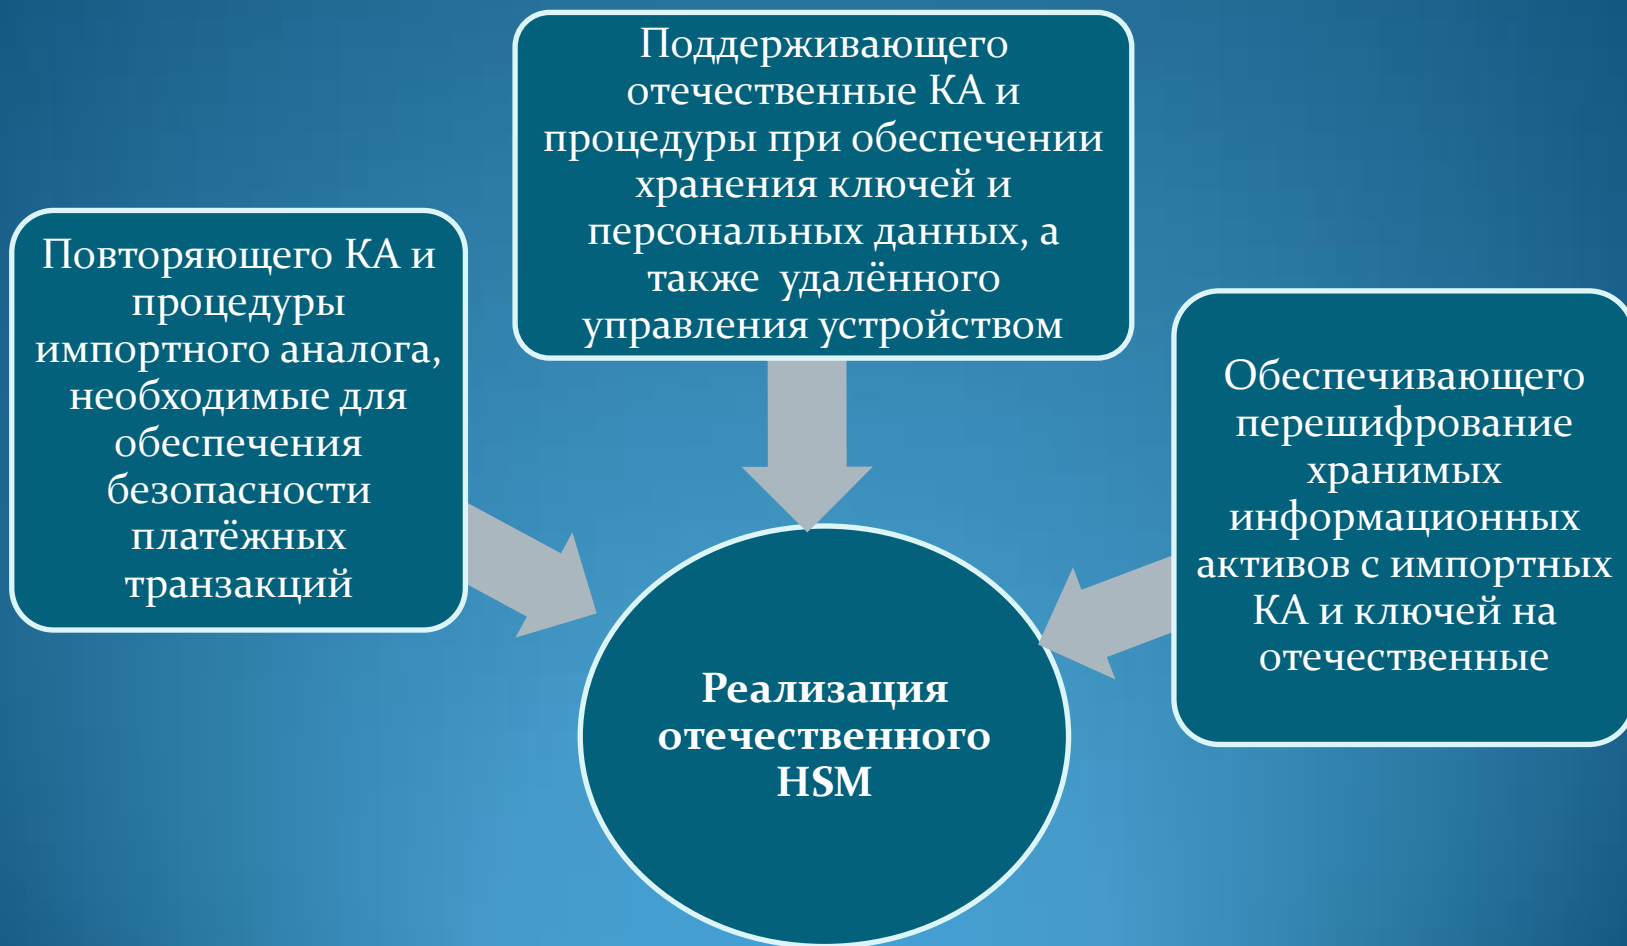 Повторяющего КА и
процедуры
импортного аналога,
необходимые для
обеспечения
безопасности
платёжных
транзакций
Поддерживающего
отечественные КА и
процедуры при обеспечении
хранения ключей и
персональных данных, а
также удалённого
управления устройством
Обеспечивающего
перешифрование
хранимых
информационных
активов с импортных
КА и ключей на
отечественные
Реализация
отечественного
HSM